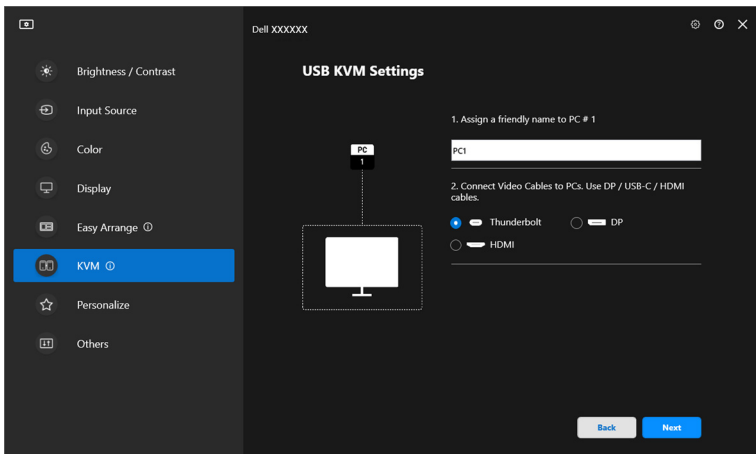 Dell XXXXXX
Brightness / Contrast
Input Source
Color
Display
Easy Arrange
KVM
Personalize
Others
USB KVM Settings
PC
1
1. Assign a friendly name to PC # 1
PC1
2. Connect Video Cables to PCs. Use DP / USB-C / HDMI
cables.
Thunderbolt
DP
HDMI
Back
Next